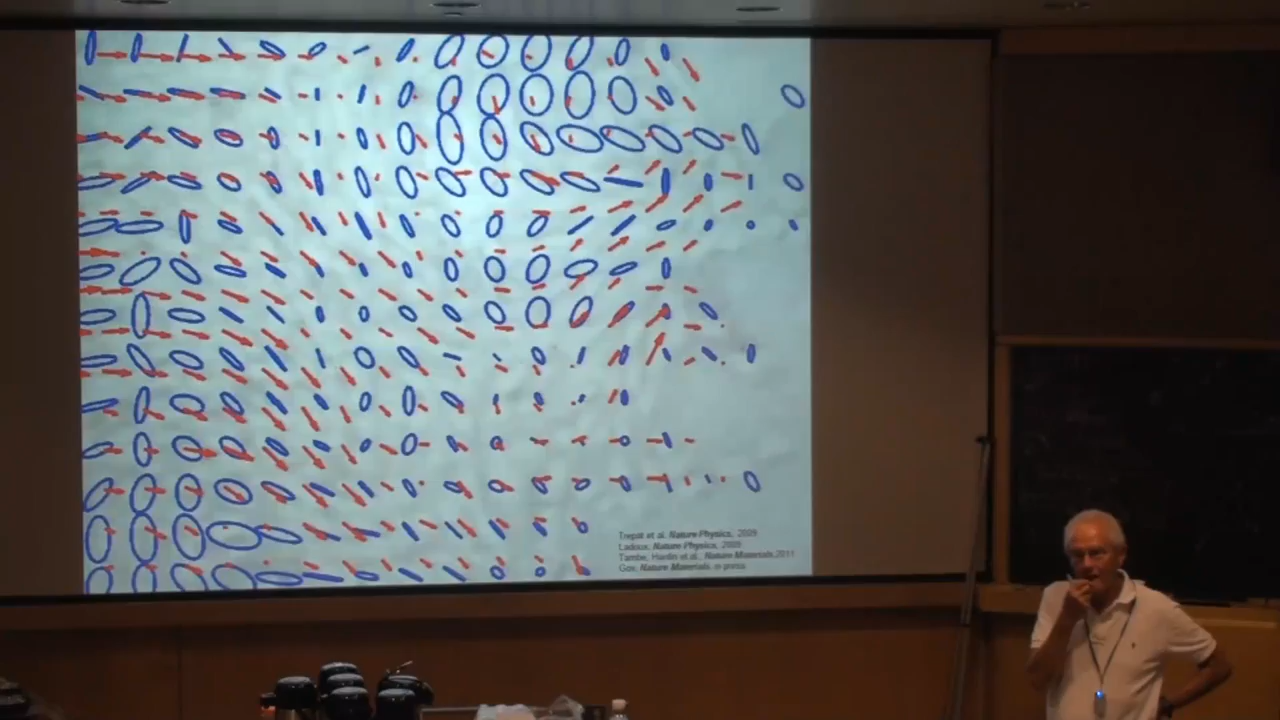 Trepat et al. Nature Physics, 2009
Ladoux, Nature Physics, 2009
Tambe, Hardin et al., Nature Materials, 2011
Gov, Nature Materials, in press